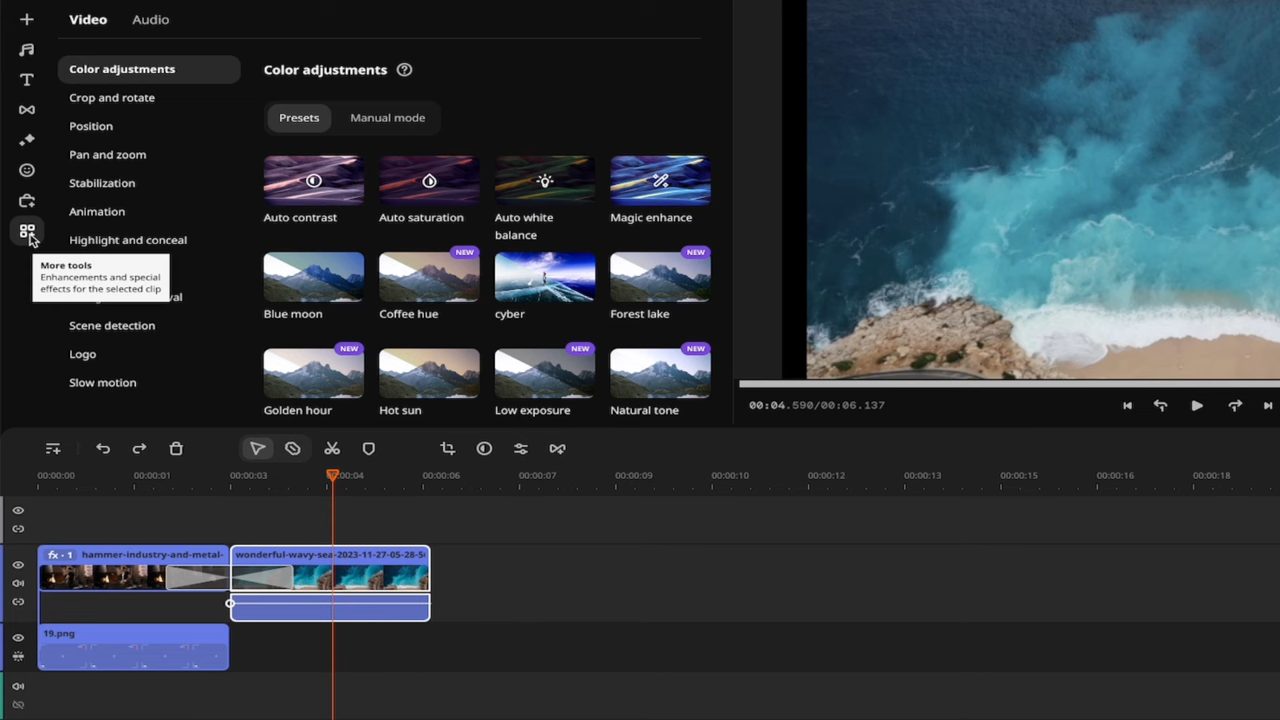 Video
Audio
Color adjustments
Crop and rotate
Position
Pan and zoom
Stabilization
Animation
Highlight and conceal
More tools
Enhancements and special
effects for the selected clip
Scene detection
Logo
Slow motion
Color adjustments
Presets
Manual mode
Auto contrast
Auto saturation
Auto white
balance
Magic enhance
NEW
NEW
Blue moon
Coffee hue
cyber
Forest lake
NEW
NEW
NEW
Golden hour
Hot sun
Low exposure
Natural tone
00:04.590/00:06.137
00:00:00
00:00:01
00:00:03
00:00:06
00:00:07
00:00:09
00:00:10
00:00:12
00:00:13
00:00:15
00:00:16
00:00:18
fx · 1
hammer-industry-and-metal-
wonderful-wavy-sea-2023-11-27-05-28-5
19.png